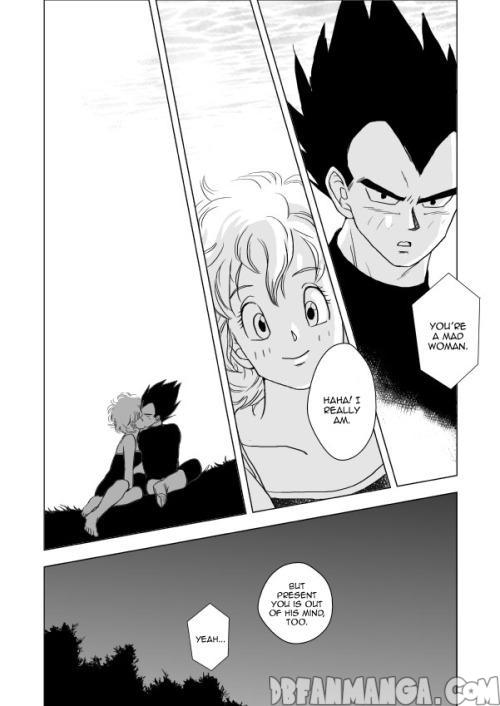 YOU'RE
A MAD
WOMAN.
HAHA! I
REALLY
AM.
BUT
PRESENT
YOU IS OUT
OF HIS MIND,
TOO.
YEAH...
DBFANMANGA.COM